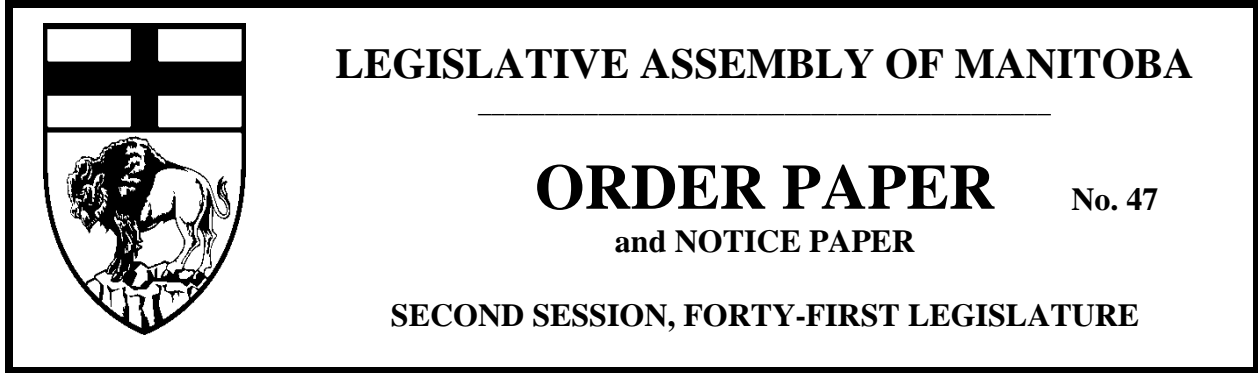 LEGISLATIVE ASSEMBLY OF MANITOBA
ORDER PAPER No. 47
and NOTICE PAPER
SECOND SESSION, FORTY-FIRST LEGISLATURE